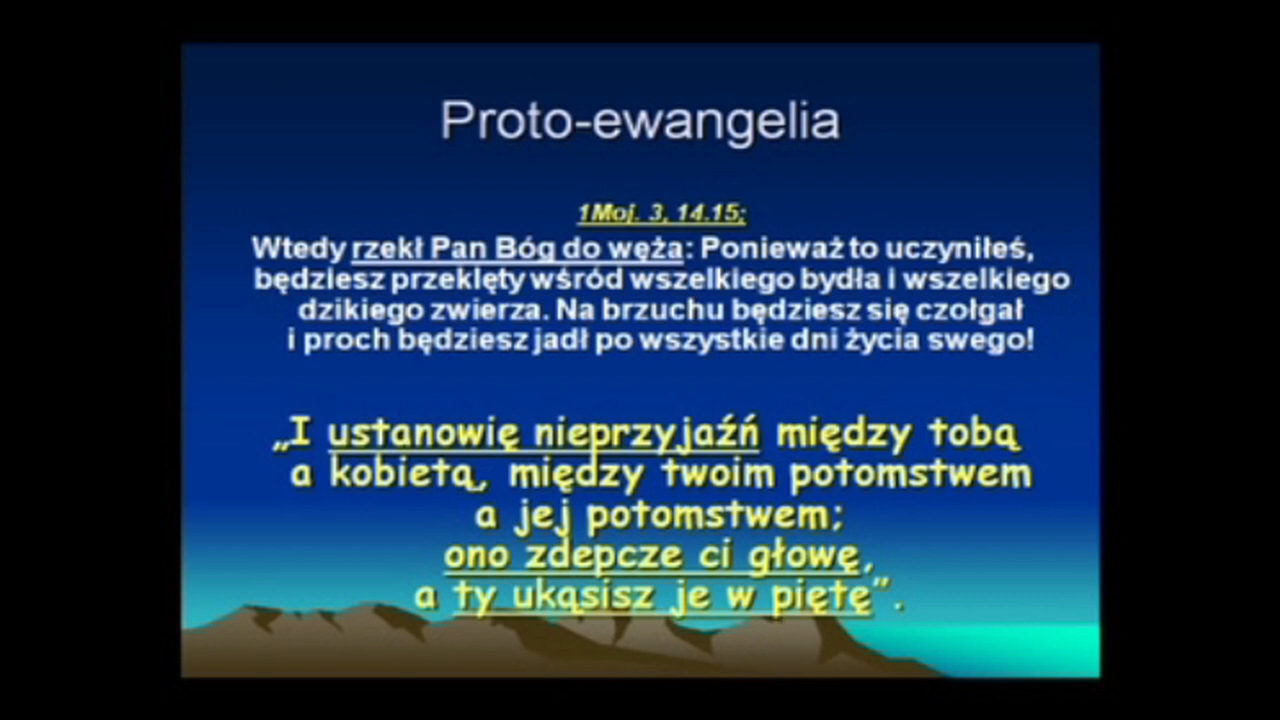 Proto-ewangelia
1Moj. 3, 14.15;
Wtedy rzekł Pan Bóg do węża: Ponieważ to uczyniłeś,
będziesz przeklęty wśród wszelkiego bydła i wszelkiego
dzikiego zwierza. Na brzuchu będziesz się czołgał
i proch będziesz jadł po wszystkie dni życia swego!
„I ustanowię nieprzyjaźń między tobą
a kobietą, między twoim potomstwem
a jej potomstwem;
ono zdepcze ci głowę,
a ty ukąsisz je w piętę”.